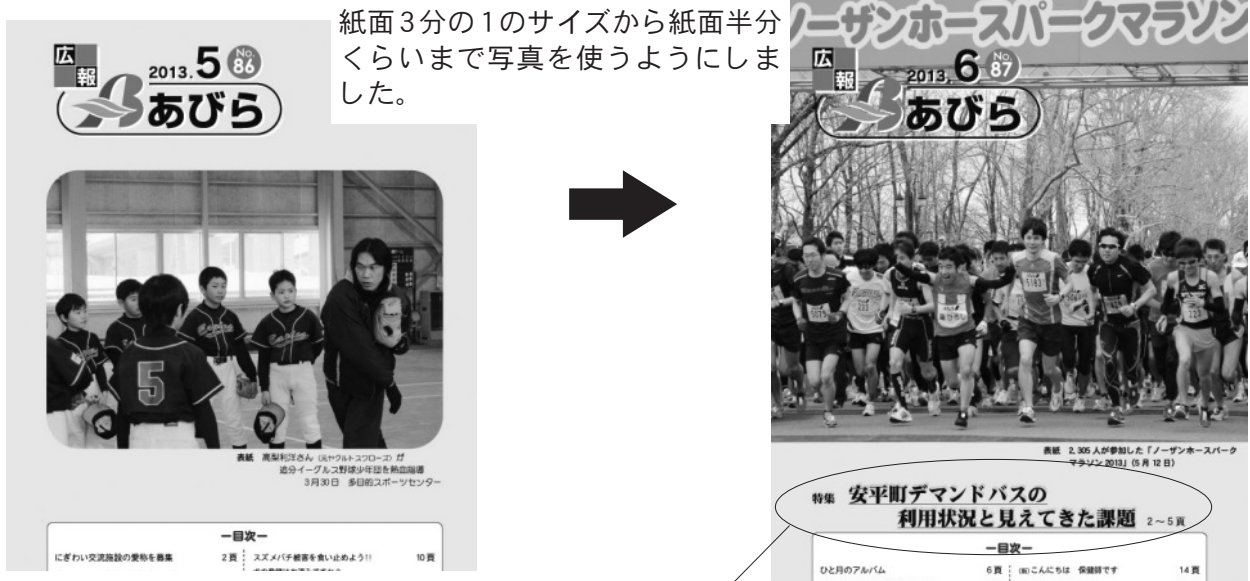 紙面3分の1のサイズから紙面半分
くらいまで写真を使うようにしま
した。
広報
2013.5 No.86
あびら
5
表紙 高梨利洋さん(元ヤクルトスワローズ)が
追分イーグルス野球少年団を熱血指導
3月30日 多目的スポーツセンター
―目次―
にぎわい交流施設の愛称を募集 2頁
スズメバチ被害を食い止めよう!! 10頁
ノーザンホースパークマラソン
広報
2013.6 No.87
あびら
表紙 2,305人が参加した「ノーザンホースパーク
マラソン2013」(5月12日)
特集 安平町デマンドバスの
利用状況と見えてきた課題 2~5頁
―目次―
ひと月のアルバム 6頁
(新)こんにちは 保健師です 14頁